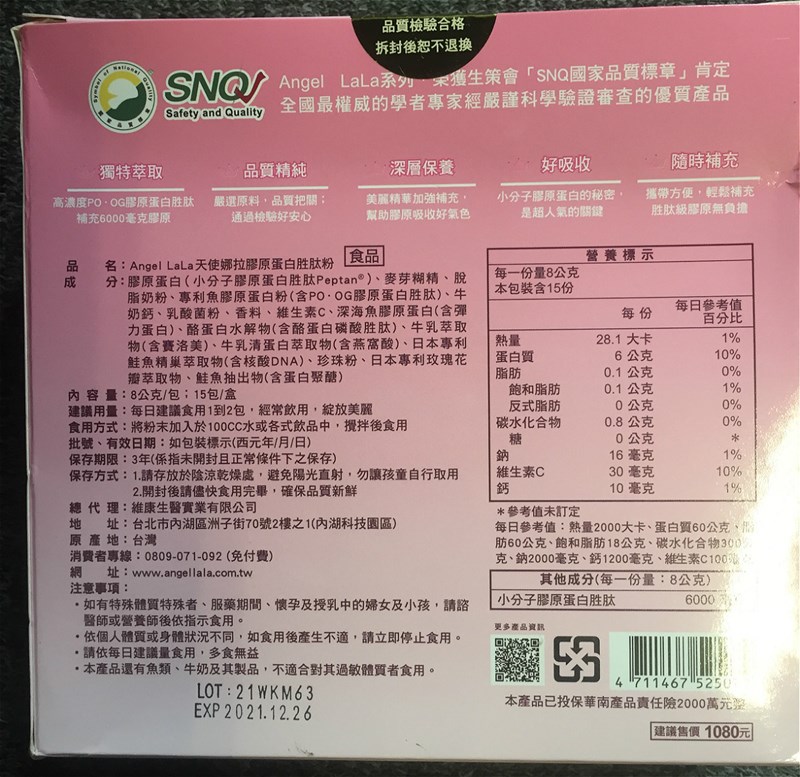 品質檢驗合格
拆封後恕不退換
Symbol of National Quality
國家品質標章
SNQ
Safety and Quality
Angel LaLa系列 榮獲生策會「SNQ國家品質標章」肯定
全國最權威的學者專家經嚴謹科學驗證審查的優質產品
獨特萃取
高濃度PO‧OG膠原蛋白胜肽
補充6000毫克膠原
品質精純
嚴選原料，品質把關；
通過檢驗好安心
深層保養
美麗精華加強補充，
幫助膠原吸收好氣色
好吸收
小分子膠原蛋白的秘密，
是超人氣的關鍵
隨時補充
攜帶方便，輕鬆補充
胜肽級膠原無負擔
品名：Angel LaLa天使娜拉膠原蛋白胜肽粉 食品
成分：膠原蛋白(小分子膠原蛋白胜肽Peptan®)、麥芽糊精、脫
脂奶粉、專利魚膠原蛋白粉(含PO‧OG膠原蛋白胜肽)、牛
奶鈣、乳酸菌粉、香料、維生素C、深海魚膠原蛋白(含彈
力蛋白)、酪蛋白水解物(含酪蛋白磷酸胜肽)、牛乳萃取
物(含賽洛美)、牛乳清蛋白萃取物(含燕窩酸)、日本專利
鮭魚精巢萃取物(含核酸DNA)、珍珠粉、日本專利玫瑰花
瓣萃取物、鮭魚抽出物(含蛋白聚醣)
內容量：8公克/包；15包/盒
建議用量：每日建議食用1到2包，經常飲用，綻放美麗
食用方式：將粉末加入於100CC水或各式飲品中，攪拌後食用
批號、有效日期：如包裝標示(西元年/月/日)
保存期限：3年(係指未開封且正常條件下之保存)
保存方式：1.請存放於陰涼乾燥處，避免陽光直射，勿讓孩童自行取用
2.開封後請儘快食用完畢，確保品質新鮮
總代理：維康生醫實業有限公司
地址：台北市內湖區洲子街70號2樓之1(內湖科技園區)
原產地：台灣
消費者專線：0809-071-092 (免付費)
網址：www.angellala.com.tw
注意事項：
‧如有特殊體質特殊者、服藥期間、懷孕及授乳中的婦女及小孩，請諮
醫師或營養師後依指示食用。
‧依個人體質或身體狀況不同，如食用後產生不適，請立即停止食用。
‧請依每日建議量食用，多食無益
‧本產品還有魚類、牛奶及其製品，不適合對其過敏體質者食用。
LOT:21WKM63
EXP 2021.12.26
營養標示
每一份量8公克
本包裝含15份
每份 每日參考值
百分比
熱量 28.1 大卡 1%
蛋白質 6 公克 10%
脂肪 0.1 公克 0%
飽和脂肪 0.1 公克 1%
反式脂肪 0 公克 0%
碳水化合物 0.8 公克 0%
糖 0 公克 *
鈉 16 毫克 1%
維生素C 30 毫克 10%
鈣 10 毫克 1%
*參考值未訂定
每日參考值：熱量2000大卡、蛋白質60公克、脂
肪60公克、飽和脂肪18公克、碳水化合物300公
克、鈉2000毫克、鈣1200毫克、維生素C100毫克
其他成分(每一份量：8公克)
小分子膠原蛋白胜肽 6000
更多產品資訊
4 711467 525
本產品已投保華南產品責任險2000萬元整
建議售價 1080元